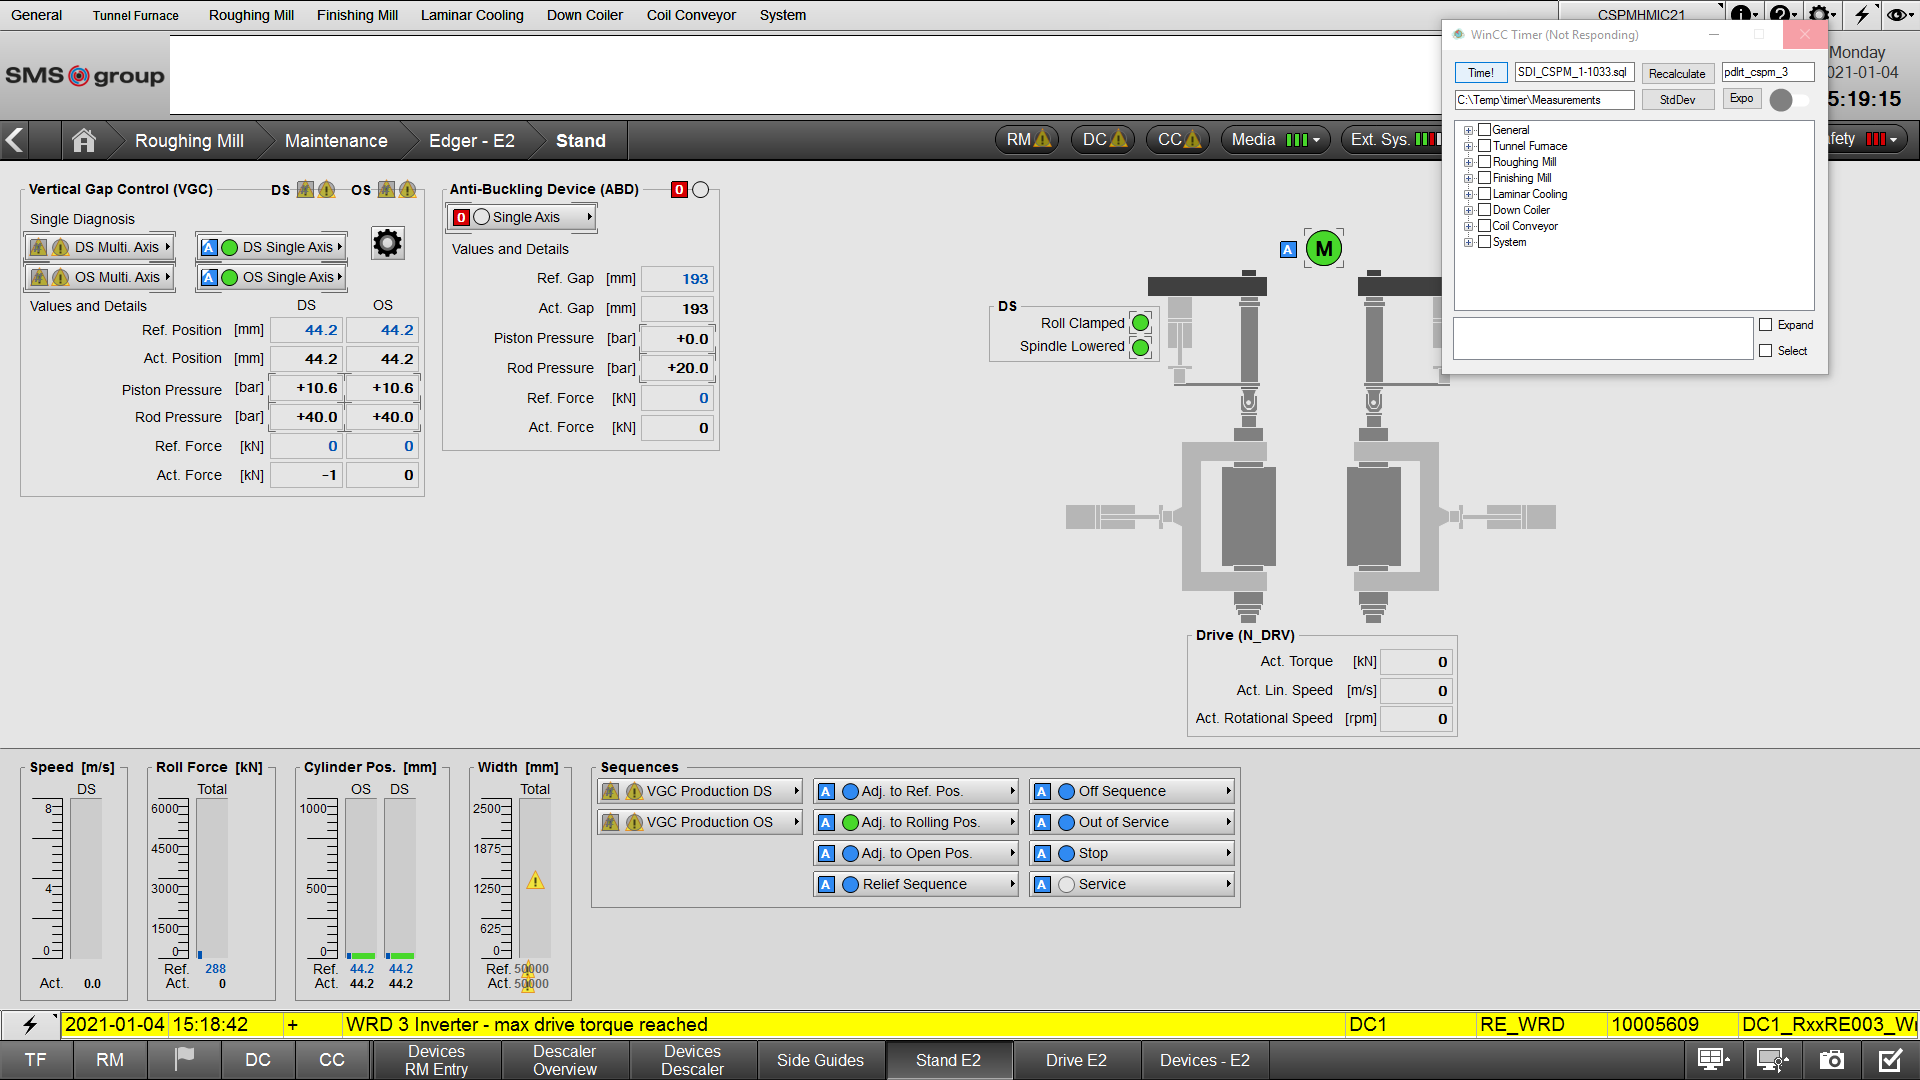 General Tunnel Furnace Roughing Mill Finishing Mill Laminar Cooling Down Coiler Coil Conveyor System CSPMHMIC21
SMS group
Monday
2021-01-04
15:19:15
WinCC Timer (Not Responding)
Time! SDI_CSPM_1-1033.sql Recalculate pdlrt_cspm_3
C:\Temp\timer\Measurements StdDev Expo
General
Tunnel Furnace
Roughing Mill
Finishing Mill
Laminar Cooling
Down Coiler
Coil Conveyor
System
Expand
Select
Roughing Mill Maintenance Edger - E2 Stand RM DC CC Media Ext. Sys. afety
Vertical Gap Control (VGC) DS OS
Single Diagnosis
DS Multi. Axis A DS Single Axis
OS Multi. Axis A OS Single Axis
Values and Details DS OS
Ref. Position [mm] 44.2 44.2
Act. Position [mm] 44.2 44.2
Piston Pressure [bar] +10.6 +10.6
Rod Pressure [bar] +40.0 +40.0
Ref. Force [kN] 0 0
Act. Force [kN] -1 0
Anti-Buckling Device (ABD) 0
0 Single Axis
Values and Details
Ref. Gap [mm] 193
Act. Gap [mm] 193
Piston Pressure [bar] +0.0
Rod Pressure [bar] +20.0
Ref. Force [kN] 0
Act. Force [kN] 0
A M
DS
Roll Clamped
Spindle Lowered
Drive (N_DRV)
Act. Torque [kN] 0
Act. Lin. Speed [m/s] 0
Act. Rotational Speed [rpm] 0
Speed [m/s]
DS
8
4
0
Act. 0.0
Roll Force [kN]
Total
6000
4500
3000
1500
0
Ref. 288
Act. 0
Cylinder Pos. [mm]
OS DS
1000
500
0
Ref. 44.2 44.2
Act. 44.2 44.2
Width [mm]
Total
2500
1875
1250
625
0
Ref. 50000
Act. 50000
Sequences
VGC Production DS A Adj. to Ref. Pos. A Off Sequence
VGC Production OS A Adj. to Rolling Pos. A Out of Service
A Adj. to Open Pos. A Stop
A Relief Sequence A Service
2021-01-04 15:18:42 + WRD 3 Inverter - max drive torque reached DC1 RE_WRD 10005609 DC1_RxxRE003_Wr
TF RM DC CC Devices RM Entry Descaler Overview Devices Descaler Side Guides Stand E2 Drive E2 Devices - E2